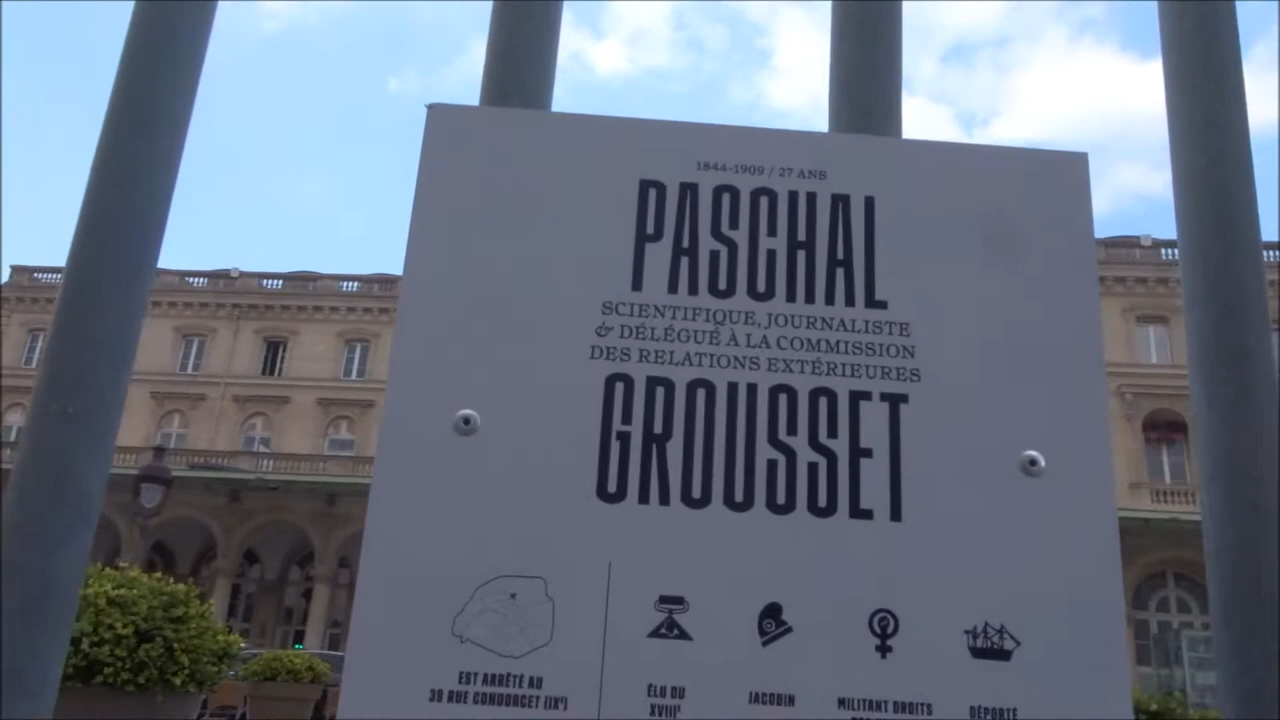 1844-1909 / 27 ANS
PASCHAL
SCIENTIFIQUE, JOURNALISTE
& DÉLÉGUÉ À LA COMMISSION
DES RELATIONS EXTÉRIEURES
GROUSSET
EST ARRÊTÉ AU
39 RUE CONDORCET (IXᵉ)
ÉLU DU
XVIIIᵉ
JACOBIN
MILITANT DROITS
DÉPORTÉ